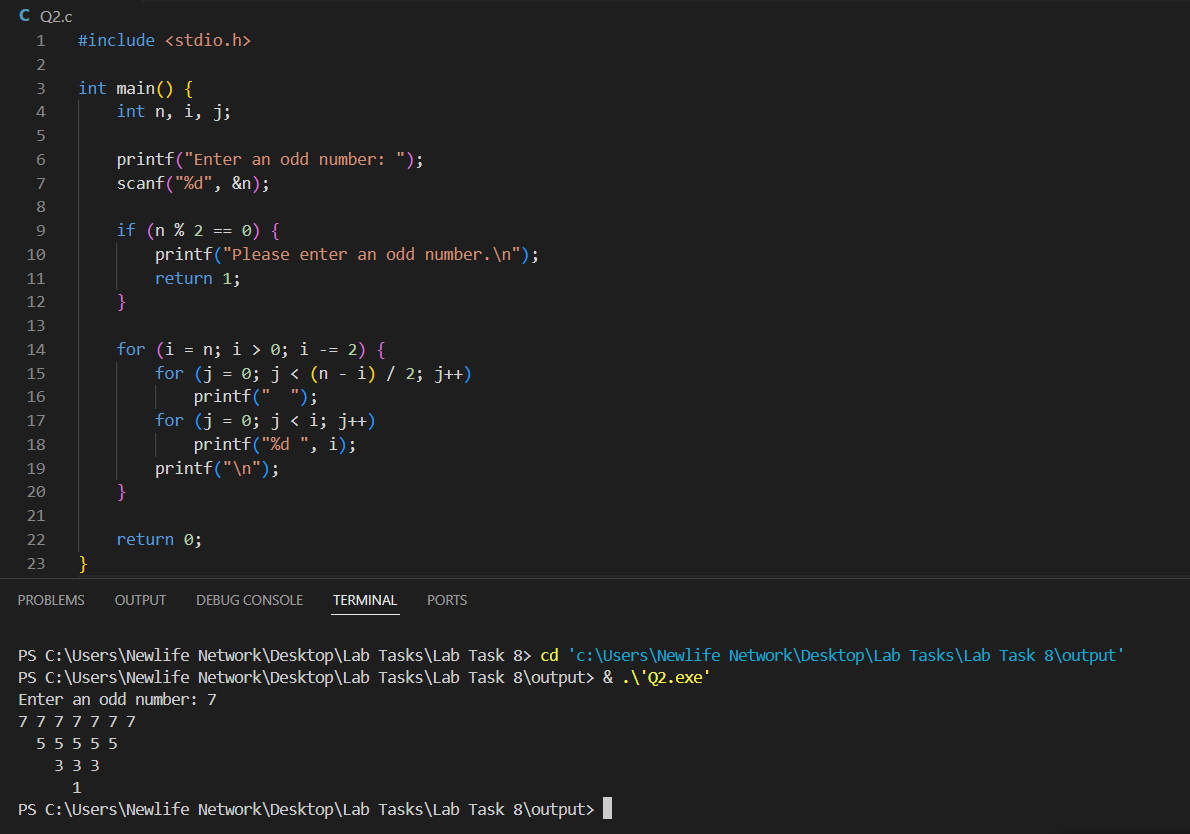 C Q2.c
1 #include <stdio.h>
2
3 int main() {
4     int n, i, j;
5
6     printf("Enter an odd number: ");
7     scanf("%d", &n);
8
9     if (n % 2 == 0) {
10         printf("Please enter an odd number.\n");
11         return 1;
12     }
13
14     for (i = n; i > 0; i -= 2) {
15         for (j = 0; j < (n - i) / 2; j++)
16             printf("  ");
17         for (j = 0; j < i; j++)
18             printf("%d ", i);
19         printf("\n");
20     }
21
22     return 0;
23 }
PROBLEMS OUTPUT DEBUG CONSOLE TERMINAL PORTS
PS C:\Users\Newlife Network\Desktop\Lab Tasks\Lab Task 8> cd 'c:\Users\Newlife Network\Desktop\Lab Tasks\Lab Task 8\output'
PS C:\Users\Newlife Network\Desktop\Lab Tasks\Lab Task 8\output> & .\'Q2.exe'
Enter an odd number: 7
7 7 7 7 7 7 7
  5 5 5 5 5
    3 3 3
      1
PS C:\Users\Newlife Network\Desktop\Lab Tasks\Lab Task 8\output>